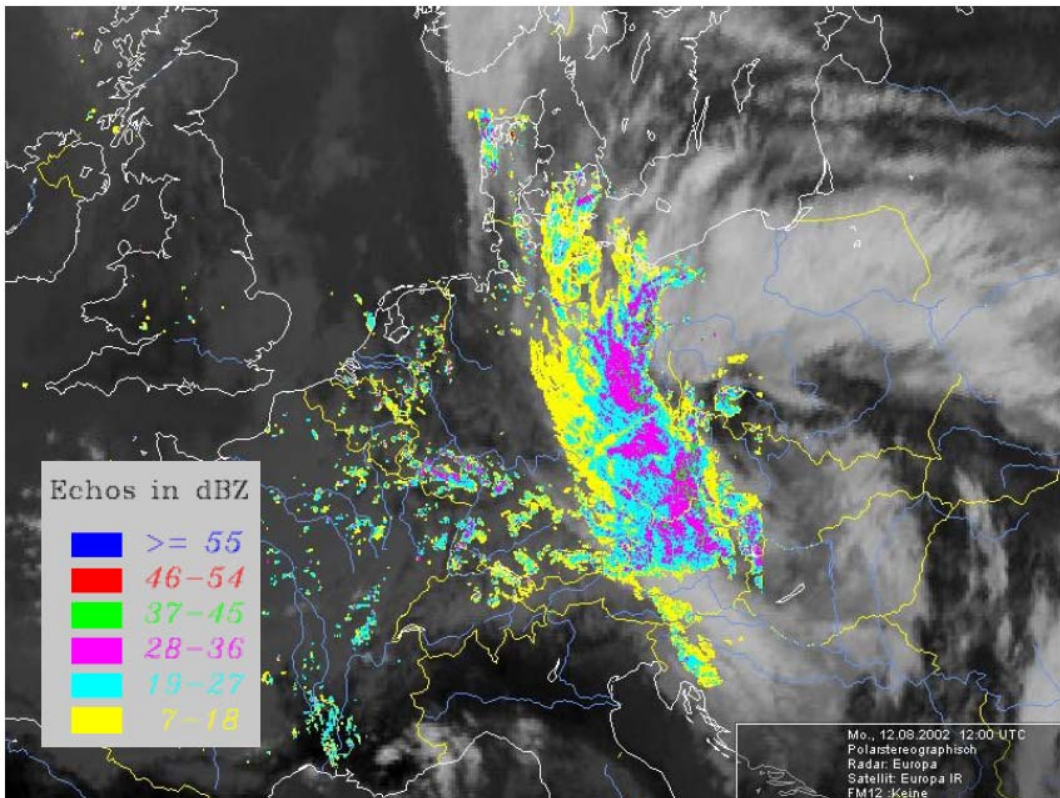 Echos in dBZ
>= 55
46-54
37-45
28-36
19-27
7-18
Mo., 12.08.2002 12:00 UTC
Polarstereographisch
Radar: Europa
Satellit: Europa IR
FM12 :Keine